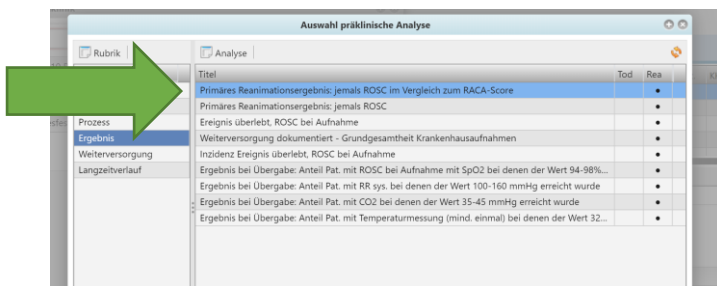 Auswahl präklinische Analyse
Rubrik
Analyse
Titel Tod Rea
Primäres Reanimationsergebnis: jemals ROSC im Vergleich zum RACA-Score
Primäres Reanimationsergebnis: jemals ROSC
Prozess
Ereignis überlebt, ROSC bei Aufnahme
Ergebnis
Weiterversorgung dokumentiert - Grundgesamtheit Krankenhausaufnahmen
Weiterversorgung
Inzidenz Ereignis überlebt, ROSC bei Aufnahme
Langzeitverlauf
Ergebnis bei Übergabe: Anteil Pat. mit ROSC bei Aufnahme mit SpO2 bei denen der Wert 94-98%...
Ergebnis bei Übergabe: Anteil Pat. mit RR sys. bei denen der Wert 100-160 mmHg erreicht wurde
Ergebnis bei Übergabe: Anteil Pat. mit CO2 bei denen der Wert 35-45 mmHg erreicht wurde
Ergebnis bei Übergabe: Anteil Pat. mit Temperaturmessung (mind. einmal) bei denen der Wert 32...